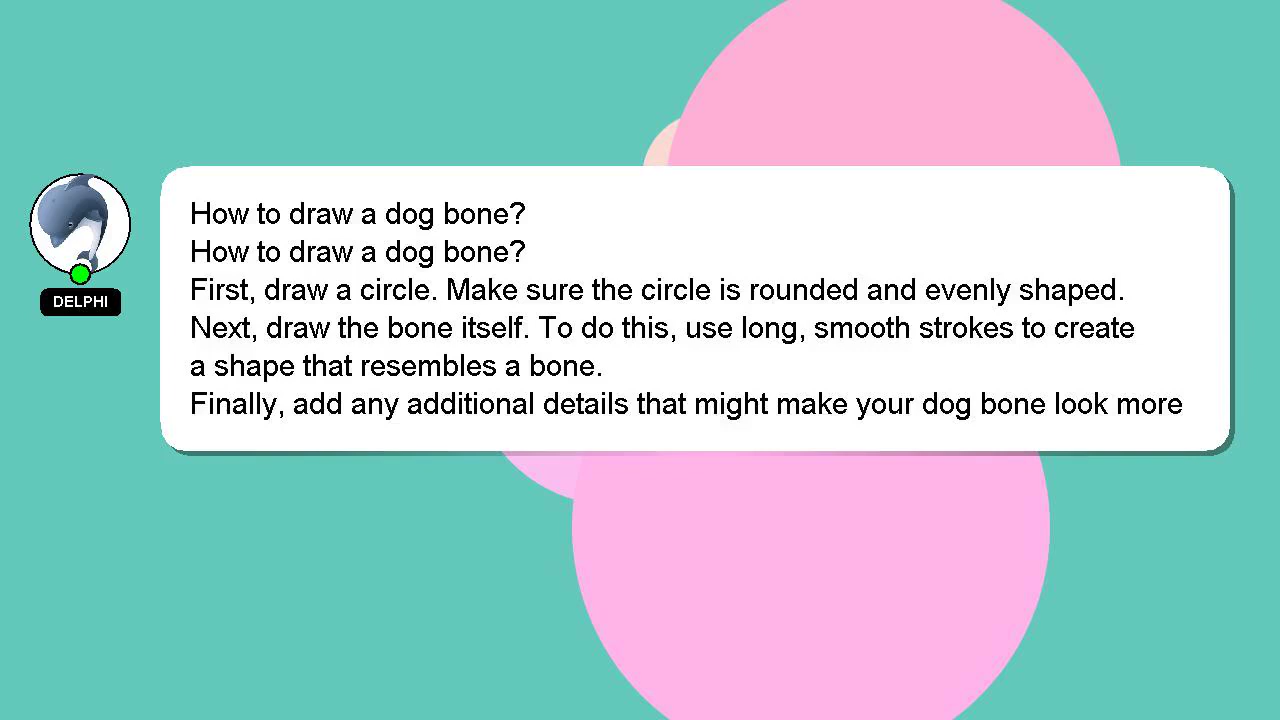 How to draw a dog bone?
How to draw a dog bone?
First, draw a circle. Make sure the circle is rounded and evenly shaped.
Next, draw the bone itself. To do this, use long, smooth strokes to create
a shape that resembles a bone.
Finally, add any additional details that might make your dog bone look more
DELPHI